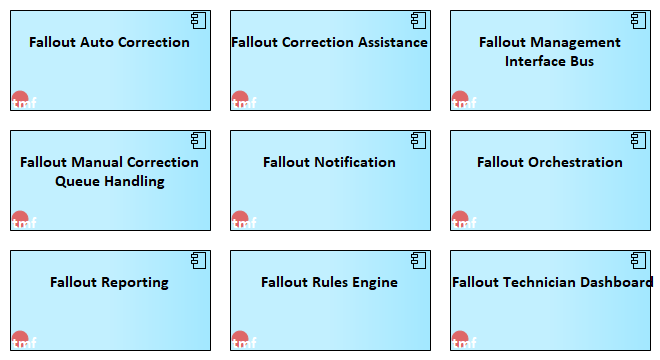 Fallout Auto Correction
Fallout Correction Assistance
Fallout Management
Interface Bus
tmf
tmf
tmf
Fallout Manual Correction
Queue Handling
Fallout Notification
Fallout Orchestration
tmf
tmf
tmf
Fallout Reporting
Fallout Rules Engine
Fallout Technician Dashboard
tmf
tmf
tmf